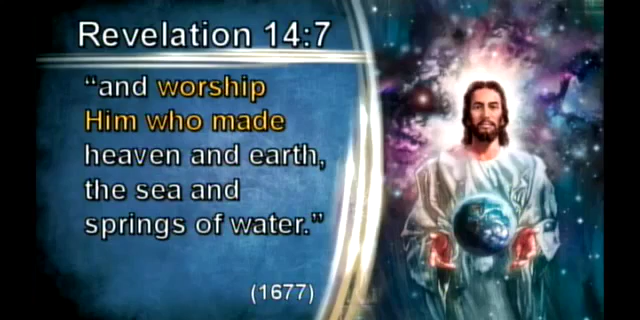 Revelation 14:7
“and worship
Him who made
heaven and earth,
the sea and
springs of water.”
(1677)